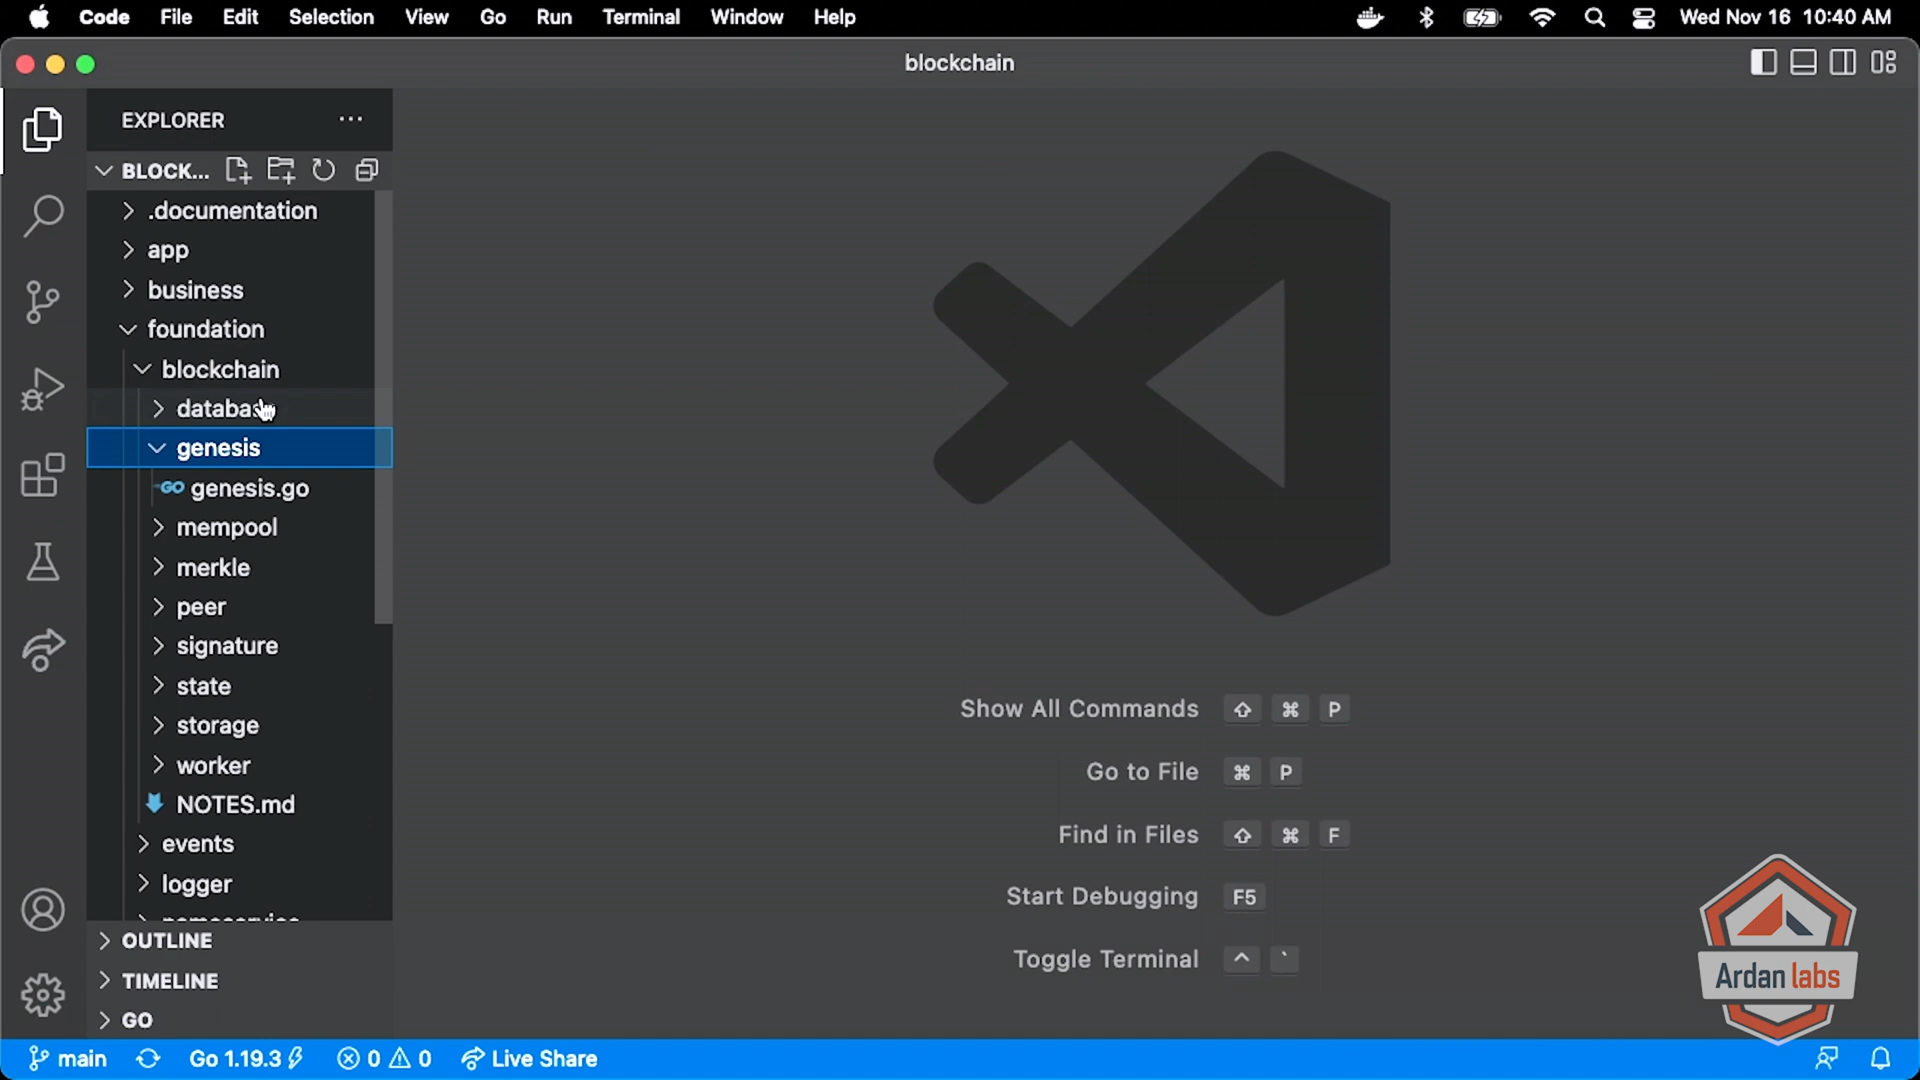 Code File Edit Selection View Go Run Terminal Window Help Wed Nov 16 10:40 AM
blockchain
EXPLORER
BLOCK...
.documentation
app
business
foundation
blockchain
genesis
GO genesis.go
mempool
merkle
peer
signature
state
storage
worker
NOTES.md
events
logger
OUTLINE
TIMELINE
GO
Show All Commands ⇧ ⌘ P
Go to File ⌘ P
Find in Files ⇧ ⌘ F
Start Debugging F5
Toggle Terminal ^ `
Ardan labs
main Go 1.19.3 0 0 Live Share